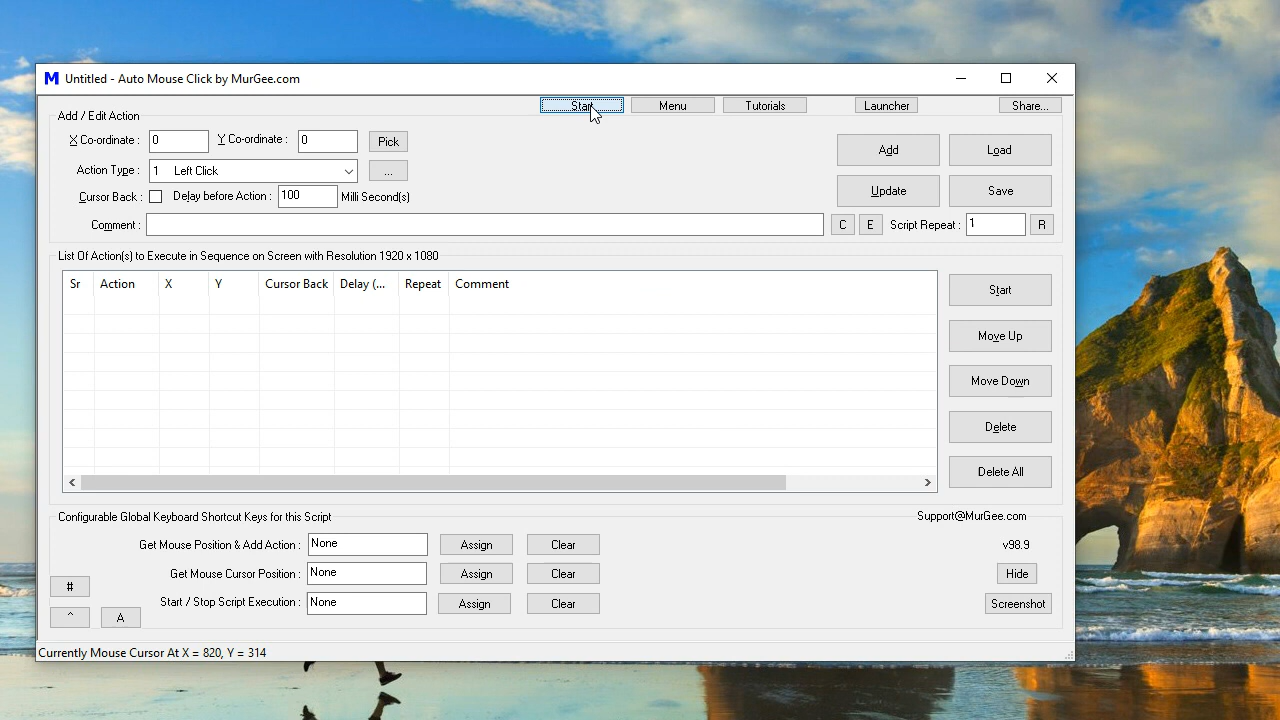 M Untitled - Auto Mouse Click by MurGee.com
Start Menu Tutorials Launcher Share...
Add / Edit Action
X Co-ordinate : 0 Y Co-ordinate : 0 Pick
Action Type : 1 Left Click ...
Cursor Back : Delay before Action : 100 Milli Second(s)
Add Load
Update Save
Comment : C E Script Repeat : 1 R
List Of Action(s) to Execute in Sequence on Screen with Resolution 1920 x 1080
Sr Action X Y Cursor Back Delay (... Repeat Comment
Start
Move Up
Move Down
Delete
Delete All
Configurable Global Keyboard Shortcut Keys for this Script
Support@MurGee.com
Get Mouse Position & Add Action : None Assign Clear
v98.9
Get Mouse Cursor Position : None Assign Clear
Hide
#
Start / Stop Script Execution : None Assign Clear
Screenshot
^ A
Currently Mouse Cursor At X = 820, Y = 314